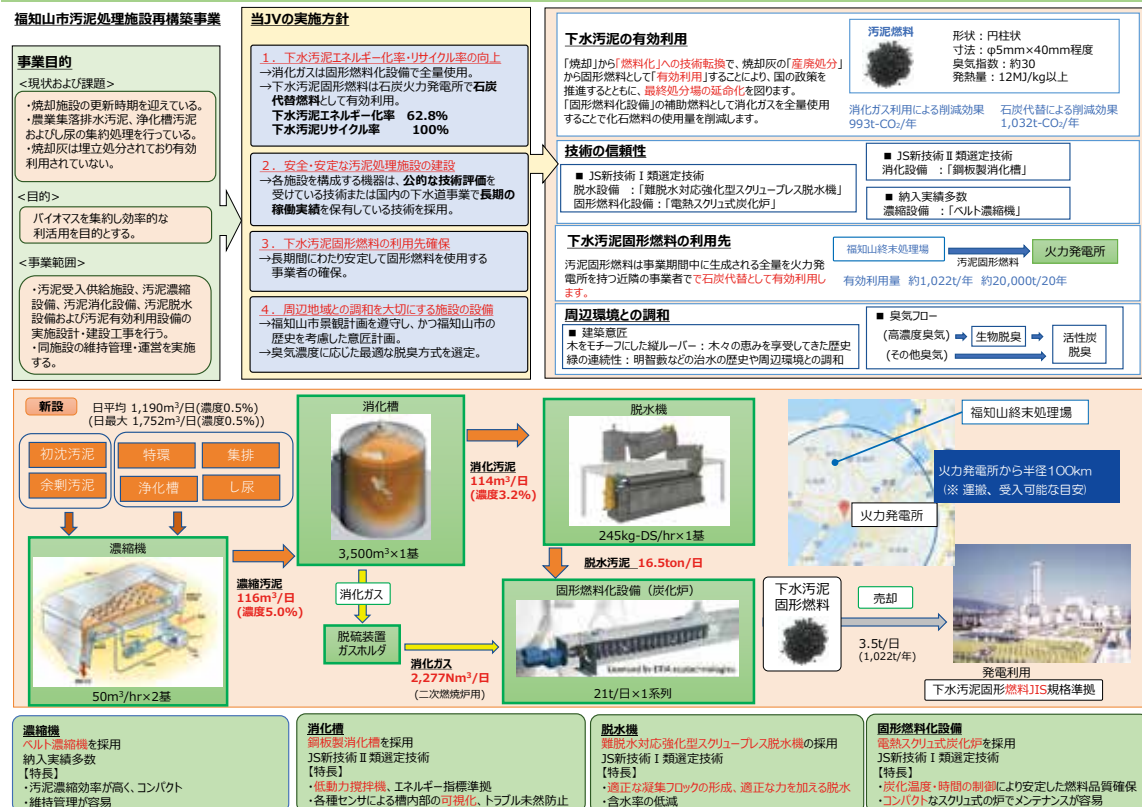 福知山市汚泥処理施設再構築事業
事業目的
<現状および課題>
・焼却施設の更新時期を迎えている。
・農業集落排水汚泥、浄化槽汚泥
およびし尿の集約処理を行っている。
・焼却灰は埋立処分されており有効
利用されていない。
<目的>
バイオマスを集約し効率的な
利活用を目的とする。
<事業範囲>
・汚泥受入供給施設、汚泥濃縮
設備、汚泥消化設備、汚泥脱水
設備および汚泥有効利用設備の
実施設計・建設工事を行う。
・同施設の維持管理・運営を実施
する。
当JVの実施方針
1．下水汚泥エネルギー化率・リサイクル率の向上
→消化ガスは固形燃料化設備で全量使用。
→下水汚泥固形燃料は石炭火力発電所で石炭
代替燃料として有効利用。
下水汚泥エネルギー化率 62.8%
下水汚泥リサイクル率 100%
2．安全・安定な汚泥処理施設の建設
→各施設を構成する機器は、公的な技術評価を
受けている技術または国内の下水道事業で長期の
稼働実績を保有している技術を採用。
3．下水汚泥固形燃料の利用先確保
→長期間にわたり安定して固形燃料を使用する
事業者の確保。
4．周辺地域との調和を大切にする施設の設備
→福知山市景観計画を遵守し、かつ福知山市の
歴史を考慮した意匠計画。
→臭気濃度に応じた最適な脱臭方式を選定。
下水汚泥の有効利用
「焼却」から「燃料化」への技術転換で、焼却灰の「産廃処分」
から固形燃料として「有効利用」することにより、国の政策を
推進するとともに、最終処分場の延命化を図ります。
「固形燃料化設備」の補助燃料として消化ガスを全量使用
することで化石燃料の使用量を削減します。
汚泥燃料
形状：円柱状
寸法：φ5mm×40mm程度
臭気指数：約30
発熱量：12MJ/kg以上
消化ガス利用による削減効果
993t-CO₂/年
石炭代替による削減効果
1,032t-CO₂/年
技術の信頼性
■ JS新技術Ⅰ類選定技術
脱水設備 ：「難脱水対応強化型スクリュープレス脱水機」
固形燃料化設備：「電熱スクリュ式炭化炉」
■ JS新技術Ⅱ類選定技術
消化設備 ：「鋼板製消化槽」
■ 納入実績多数
濃縮設備 ：「ベルト濃縮機」
下水汚泥固形燃料の利用先
汚泥固形燃料は事業期間中に生成される全量を火力発
電所を持つ近隣の事業者でで石炭代替として有効利用し
ます。
福知山終末処理場
汚泥固形燃料
火力発電所
有効利用量 約1,022t/年 約20,000t/20年
周辺環境との調和
■ 建築意匠
木をモチーフにした縦ルーバー：木々の恵みを享受してきた歴史
緑の連続性：明智藪などの治水の歴史や周辺環境との調和
■ 臭気フロー
(高濃度臭気)
生物脱臭
活性炭
脱臭
(その他臭気)
新設
日平均 1,190m³/日(濃度0.5%)
(日最大 1,752m³/日(濃度0.5%))
初沈汚泥
特環
集排
余剰汚泥
浄化槽
し尿
濃縮機
50m³/hr×2基
濃縮汚泥
116m³/日
(濃度5.0%)
消化槽
3,500m³×1基
消化ガス
脱硫装置
ガスホルダ
消化汚泥
114m³/日
(濃度3.2%)
脱水機
245kg-DS/hr×1基
脱水汚泥 16.5ton/日
消化ガス
2,277Nm³/日
(二次燃焼炉用)
固形燃料化設備（炭化炉）
Licensed by ETIA ecotechnologies
21t/日×1系列
福知山終末処理場
火力発電所から半径100km
(※ 運搬、受入可能な目安)
火力発電所
下水汚泥
固形燃料
売却
3.5t/日
(1,022t/年)
発電利用
下水汚泥固形燃料JIS規格準拠
濃縮機
ベルト濃縮機を採用
納入実績多数
【特長】
・汚泥濃縮効率が高く、コンパクト
・維持管理が容易
消化槽
鋼板製消化槽を採用
JS新技術Ⅱ類選定技術
【特長】
・低動力撹拌機、エネルギー指標準拠
・各種センサによる槽内部の可視化、トラブル未然防止
脱水機
難脱水対応強化型スクリュープレス脱水機の採用
JS新技術Ⅰ類選定技術
【特長】
・適正な凝集フロックの形成、適正な力を加える脱水
・含水率の低減
固形燃料化設備
電熱スクリュ式炭化炉を採用
JS新技術Ⅰ類選定技術
【特長】
・炭化温度・時間の制御により安定した燃料品質確保
・コンパクトなスクリュ式の炉でメンテナンスが容易